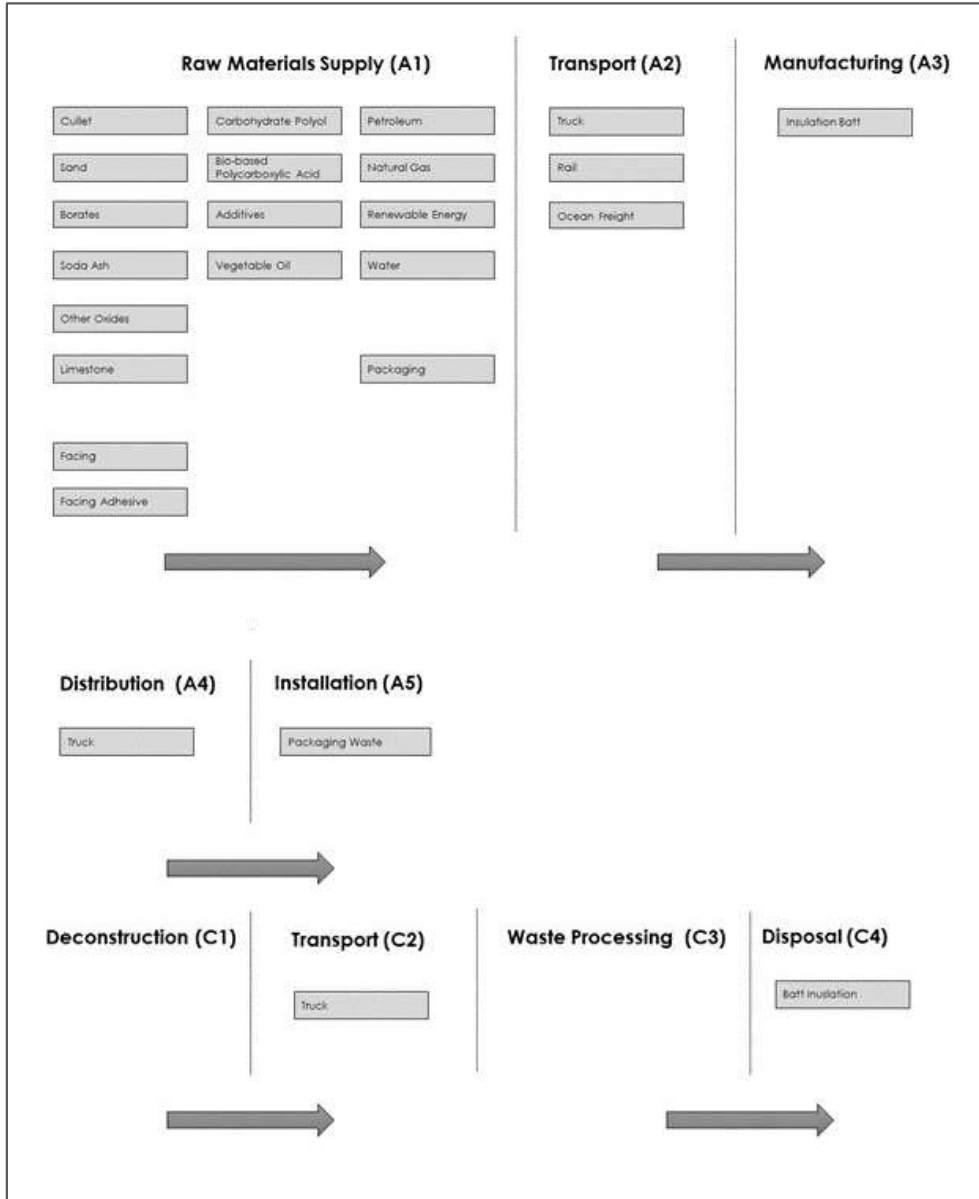 Raw Materials Supply (A1)
Transport (A2)
Manufacturing (A3)
Cullet
Carbohydrate Polyol
Petroleum
Truck
Insulation Batt
Sand
Bio-based
Polycarboxylic Acid
Natural Gas
Rail
Borates
Additives
Renewable Energy
Ocean Freight
Soda Ash
Vegetable Oil
Water
Other Oxides
Limestone
Packaging
Facing
Facing Adhesive
Distribution (A4)
Installation (A5)
Truck
Packaging Waste
Deconstruction (C1)
Transport (C2)
Waste Processing (C3)
Disposal (C4)
Truck
Batt Inuslation